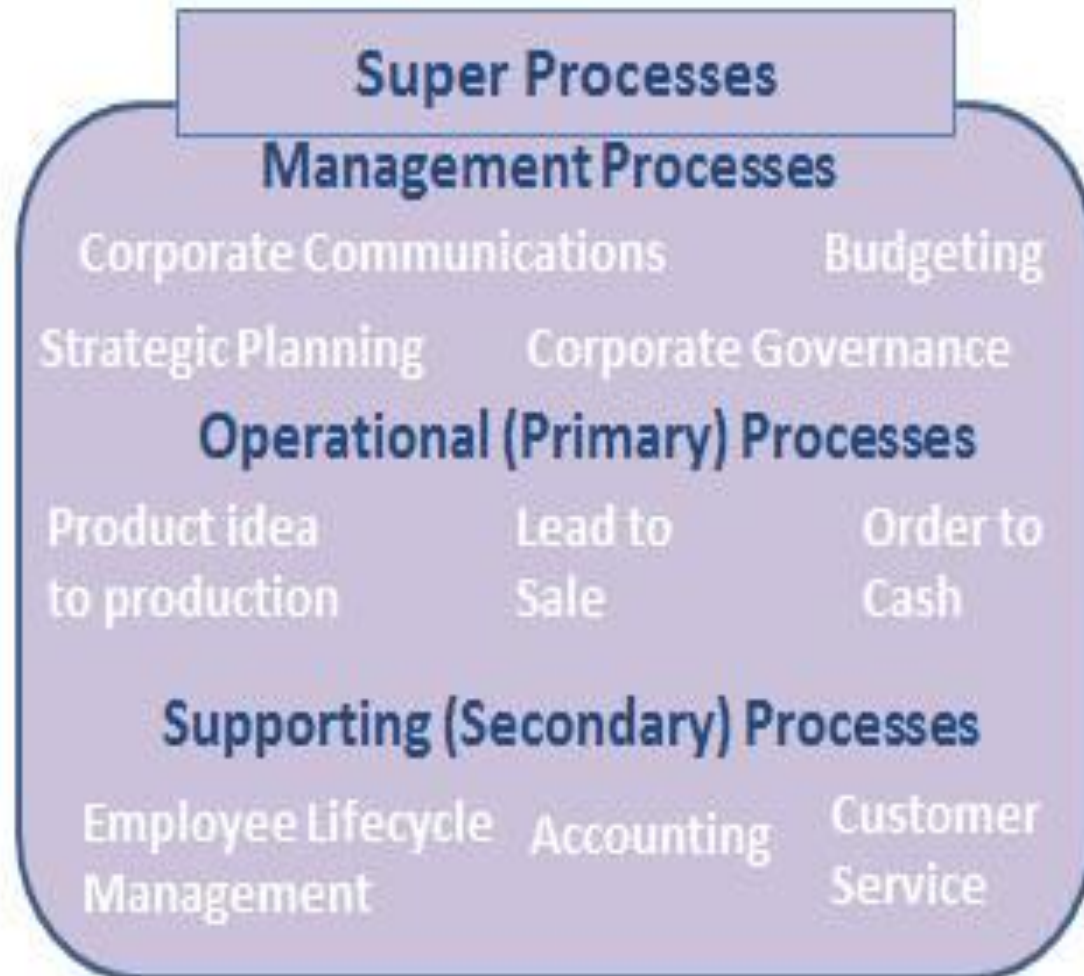 Super Processes
Management Processes
Corporate Communications Budgeting
Strategic Planning Corporate Governance
Operational (Primary) Processes
Product idea
to production
Lead to
Sale
Order to
Cash
Supporting (Secondary) Processes
Employee Lifecycle
Management
Accounting
Customer
Service